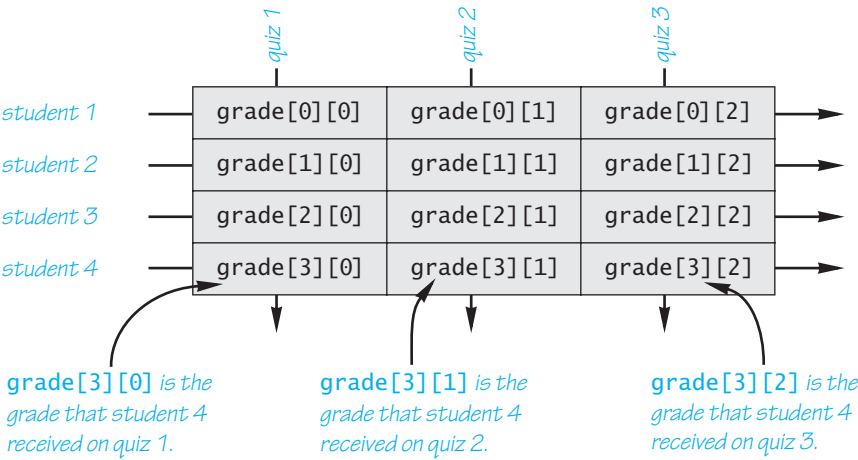 quiz 1
quiz 2
quiz 3
student 1 grade[0][0] grade[0][1] grade[0][2]
student 2 grade[1][0] grade[1][1] grade[1][2]
student 3 grade[2][0] grade[2][1] grade[2][2]
student 4 grade[3][0] grade[3][1] grade[3][2]
grade[3][0] is the
grade that student 4
received on quiz 1.
grade[3][1] is the
grade that student 4
received on quiz 2.
grade[3][2] is the
grade that student 4
received on quiz 3.